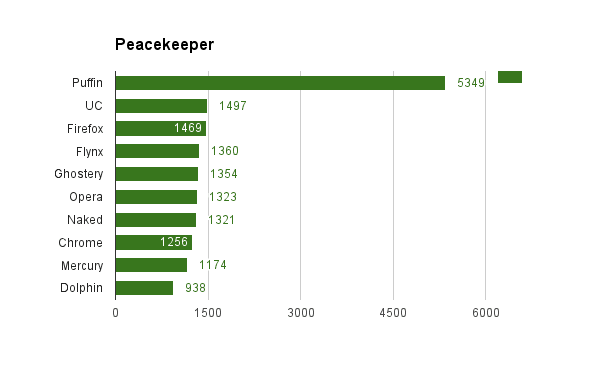 Peacekeeper
Puffin 5349
UC 1497
Firefox 1469
Flynx 1360
Ghostery 1354
Opera 1323
Naked 1321
Chrome 1256
Mercury 1174
Dolphin 938
0 1500 3000 4500 6000